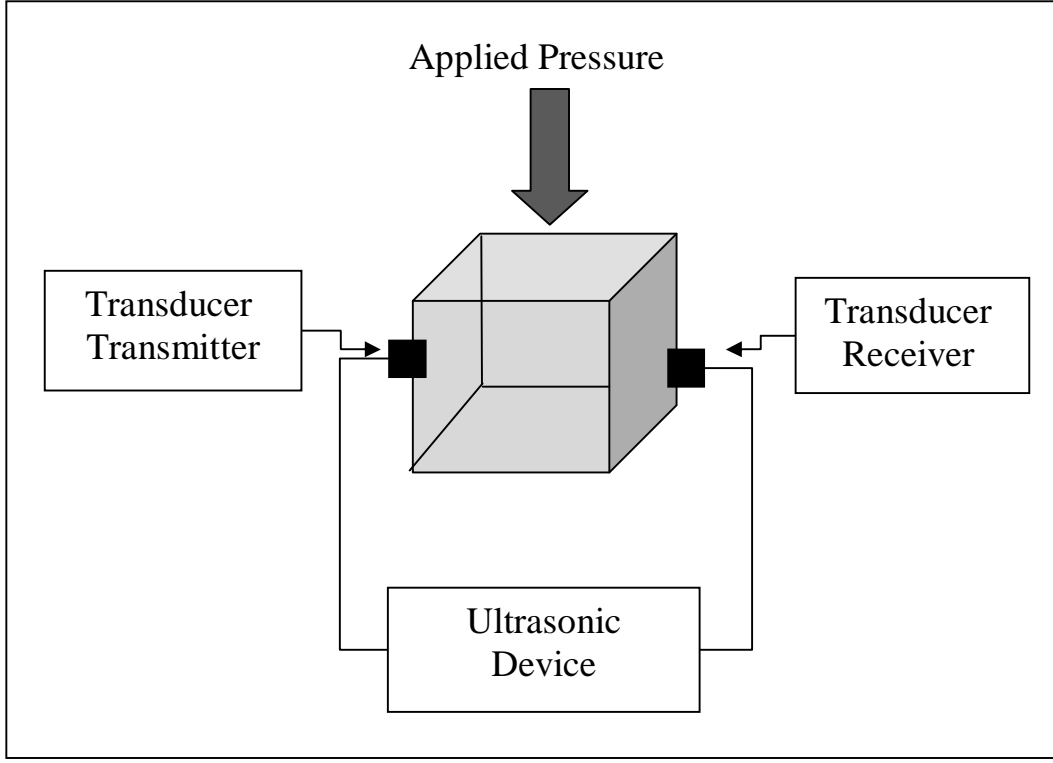 Applied Pressure
Transducer
Transmitter
Transducer
Receiver
Ultrasonic
Device